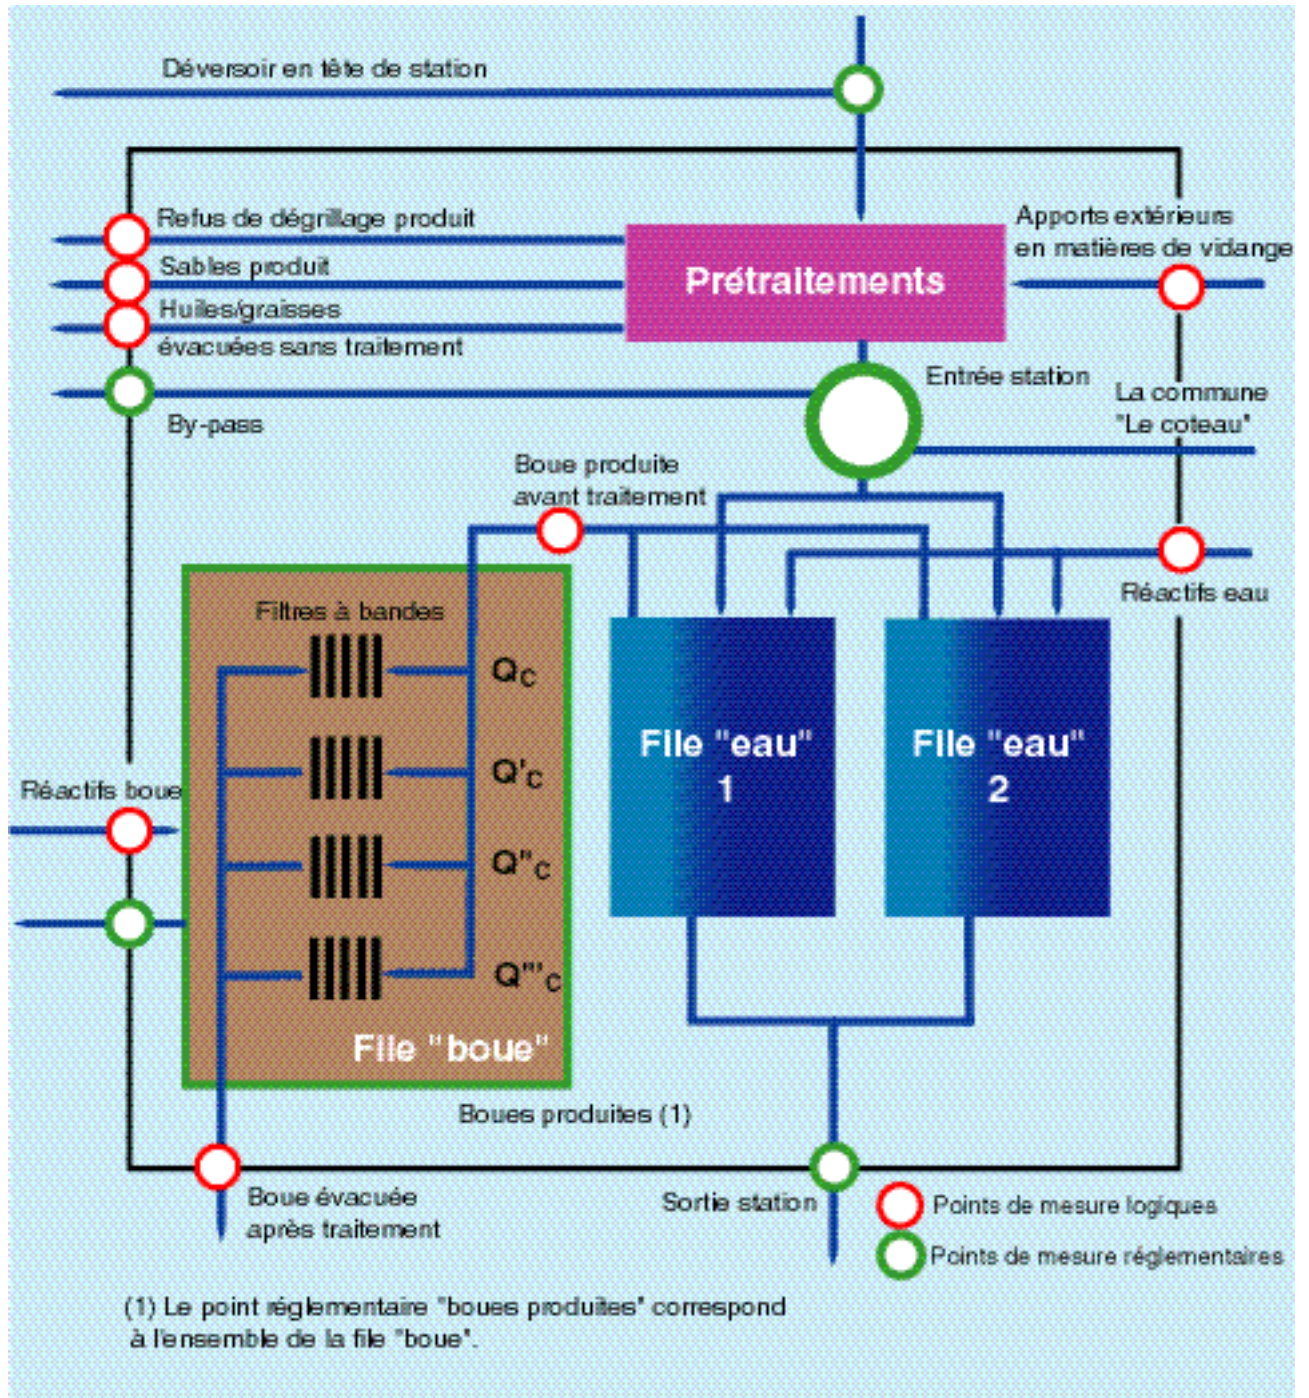 Déversoir en tête de station
Refus de dégrillage produit
Sables produit
Huiles/graisses
évacuées sans traitement
By-pass
Prétraitements
Apports extérieurs
en matières de vidange
Entrée station
La commune
"Le coteau"
Boue produite
avant traitement
Réactifs eau
Filtres à bandes
QC
Q'C
Q"C
Q"'C
File "boue"
File "eau"
1
File "eau"
2
Réactifs boue
Boues produites (1)
Boue évacuée
après traitement
Sortie station
Points de mesure logiques
Points de mesure réglementaires
(1) Le point réglementaire "boues produites" correspond
à l'ensemble de la file "boue".